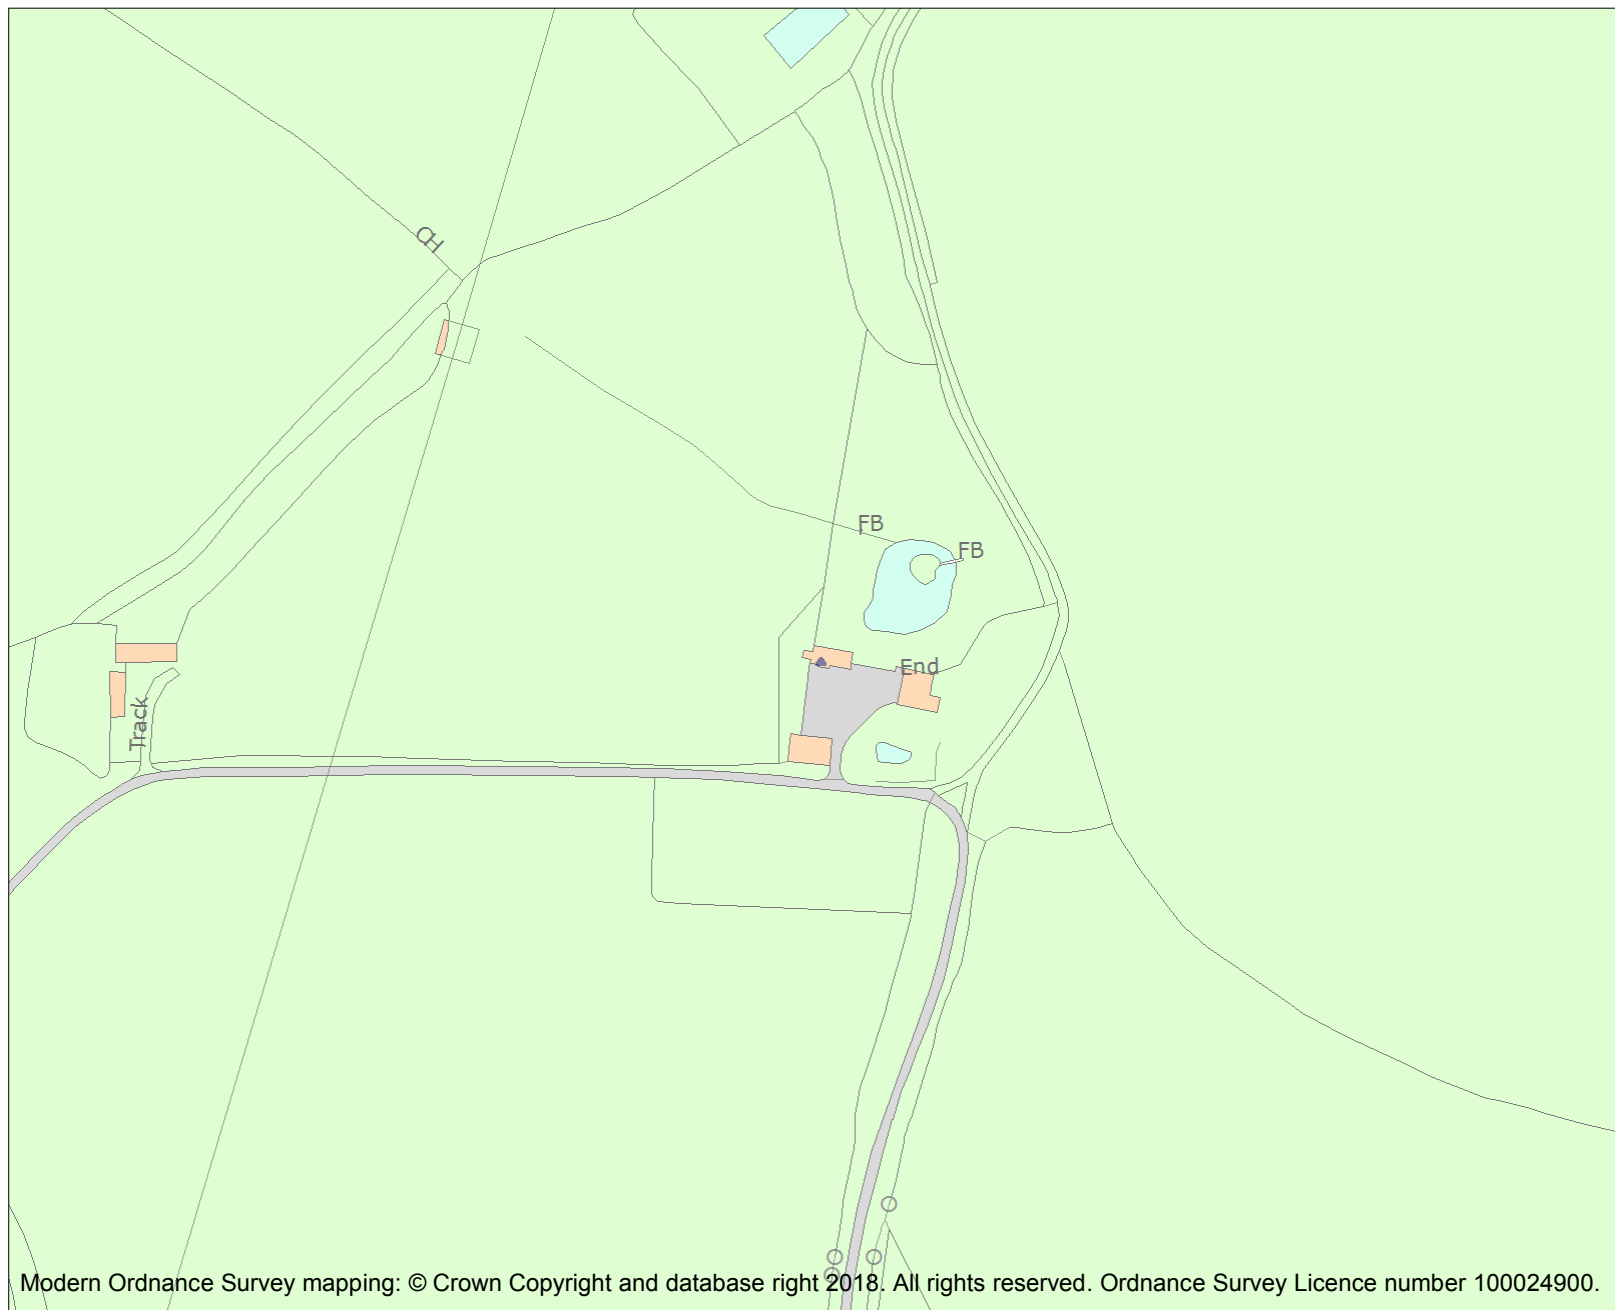 CH
FB
FB
End
Track
Modern Ordnance Survey mapping: © Crown Copyright and database right 2018. All rights reserved. Ordnance Survey Licence number 100024900.